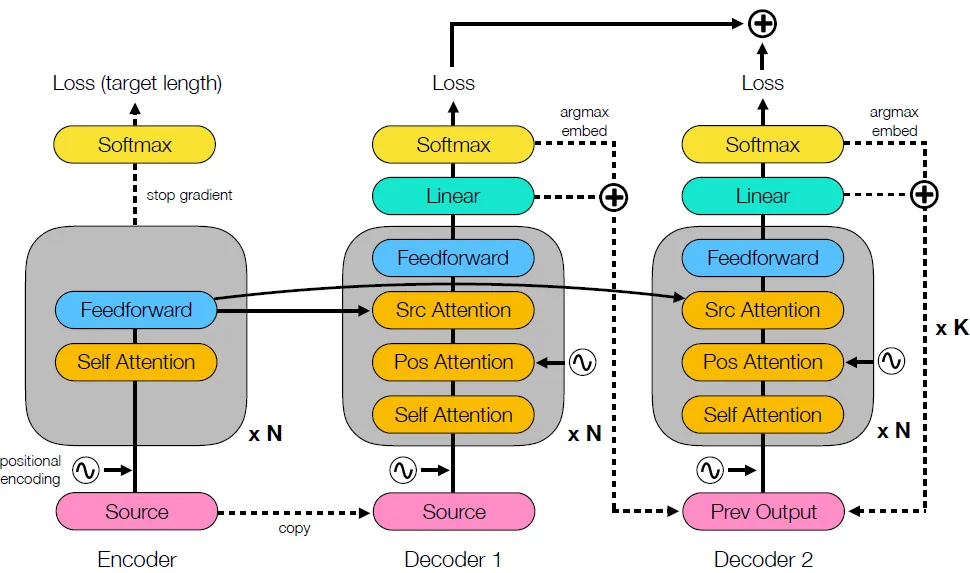 Loss (target length)
Softmax
stop gradient
Feedforward
Self Attention
x N
positional
encoding
Source
Encoder
copy
Loss
Softmax
argmax
embed
Linear
Feedforward
Src Attention
Pos Attention
Self Attention
x N
Source
Decoder 1
Loss
Softmax
argmax
embed
Linear
Feedforward
Src Attention
x K
Pos Attention
Self Attention
x N
Prev Output
Decoder 2